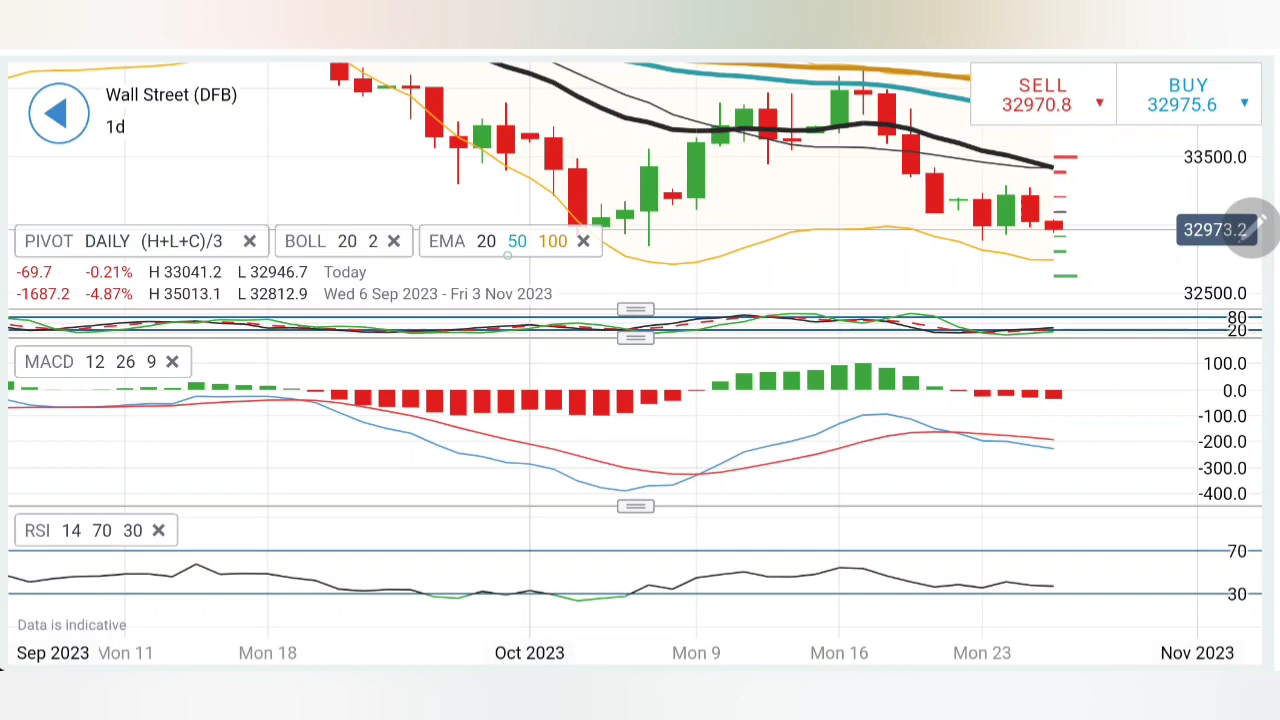 Wall Street (DFB)
1d
SELL
32970.8
BUY
32975.6
33500.0
PIVOT DAILY (H+L+C)/3
BOLL 20 2
EMA 20 50 100
32973.2
-69.7 -0.21% H 33041.2 L 32946.7 Today
-1687.2 -4.87% H 35013.1 L 32812.9 Wed 6 Sep 2023 - Fri 3 Nov 2023
32500.0
80
20
MACD 12 26 9
100.0
0.0
-100.0
-200.0
-300.0
-400.0
RSI 14 70 30
70
30
Data is indicative
Sep 2023 Mon 11 Mon 18 Oct 2023 Mon 9 Mon 16 Mon 23 Nov 2023